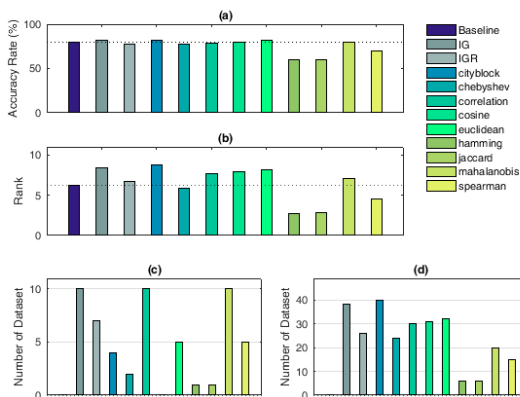 (a)
Accuracy Rate (%)
100
50
0
(b)
Rank
10
5
0
Baseline
IG
IGR
cityblock
chebyshev
correlation
cosine
euclidean
hamming
jaccard
mahalanobis
spearman
(c)
Number of Dataset
10
5
0
(d)
Number of Dataset
40
30
20
10
0